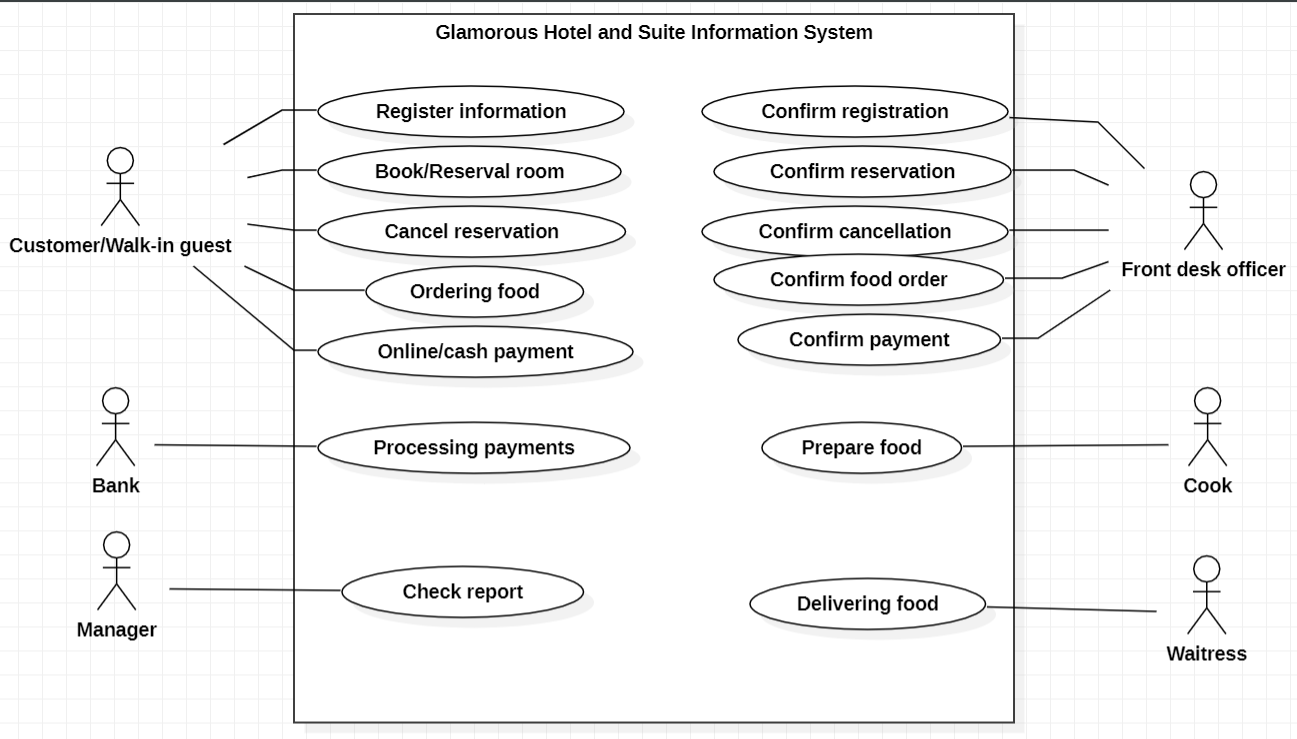 Glamorous Hotel and Suite Information System
Register information
Confirm registration
Book/Reserval room
Confirm reservation
Cancel reservation
Confirm cancellation
Customer/Walk-in guest
Front desk officer
Ordering food
Confirm food order
Online/cash payment
Confirm payment
Processing payments
Prepare food
Bank
Cook
Check report
Delivering food
Manager
Waitress